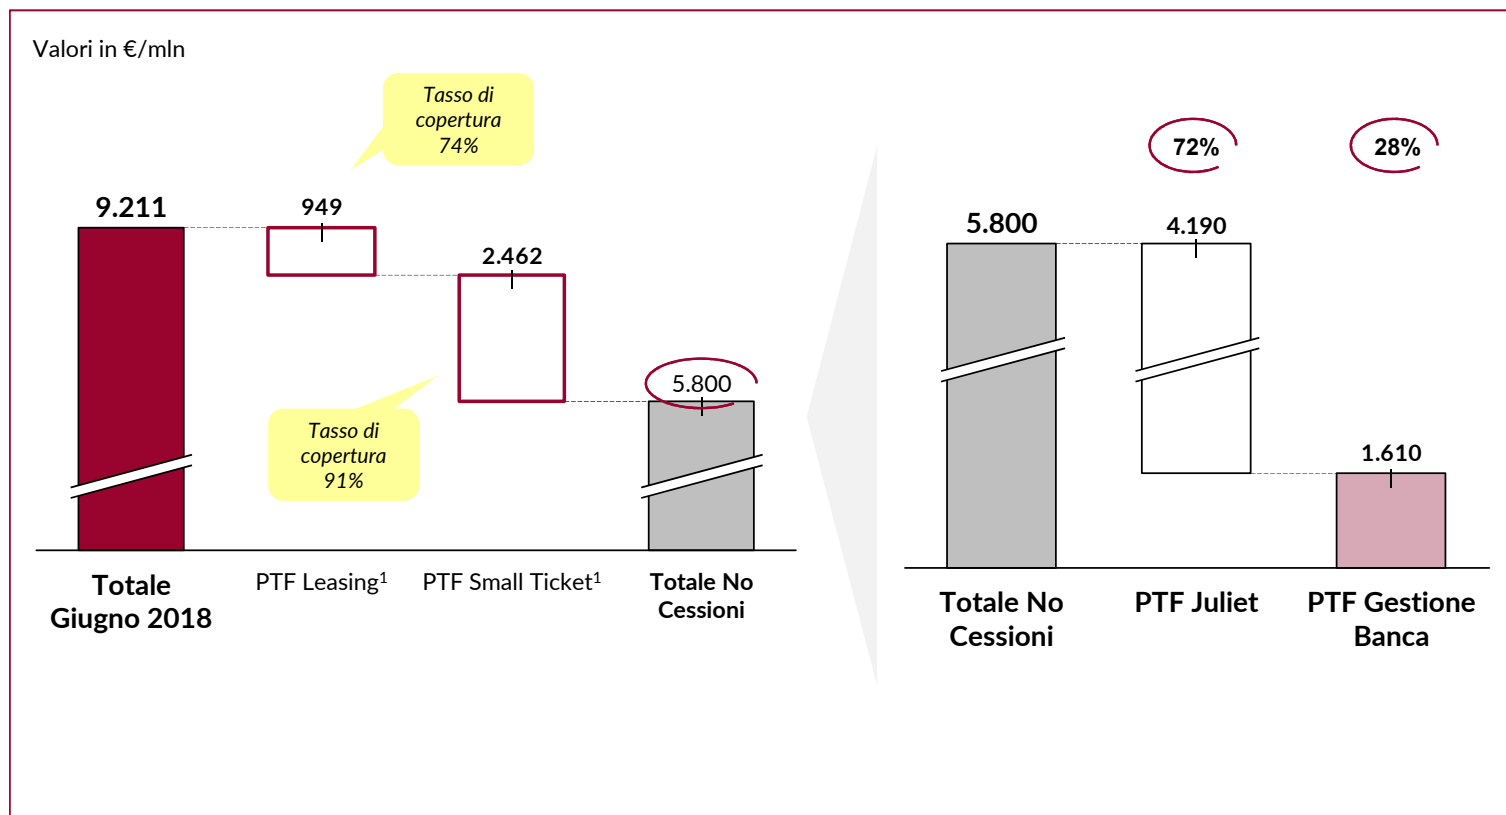 Valori in €/mln
Tasso di
copertura
74%
9.211
949
2.462
5.800
Tasso di
copertura
91%
Totale
Giugno 2018
PTF Leasing¹
PTF Small Ticket¹
Totale No
Cessioni
72%
28%
5.800
4.190
1.610
Totale No
Cessioni
PTF Juliet
PTF Gestione
Banca